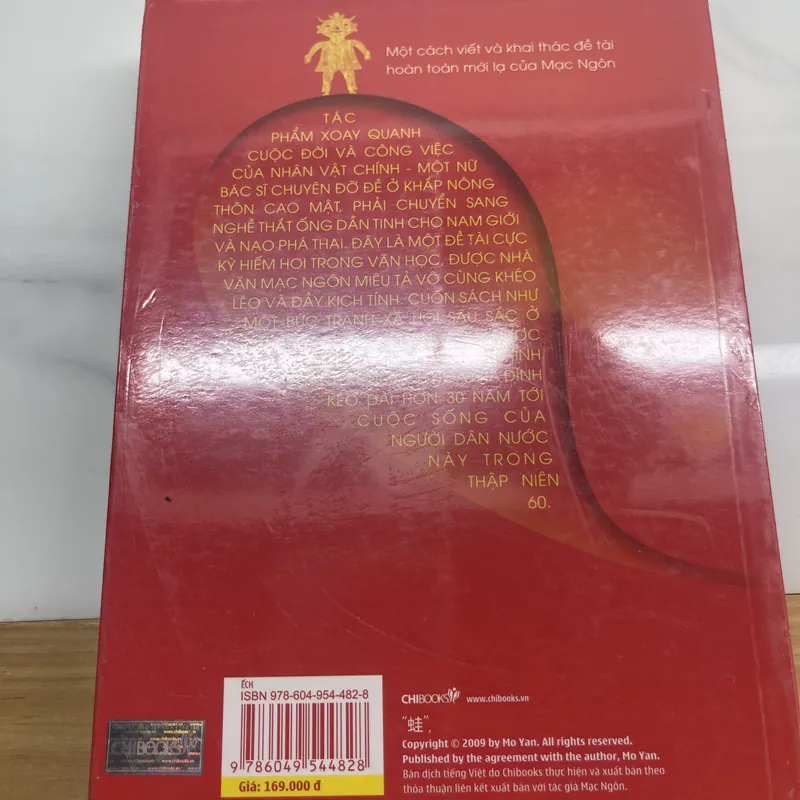 Một cách viết và khai thác đề tài
hoàn toàn mới lạ của Mạc Ngôn
TÁC
PHẨM XOAY QUANH
CUỘC ĐỜI VÀ CÔNG VIỆC
CỦA NHÂN VẬT CHÍNH - MỘT NỮ
BÁC SĨ CHUYÊN ĐỠ ĐẺ Ở KHẮP NÔNG
THÔN CAO MẬT, PHẢI CHUYỂN SANG
NGHỀ THẮT ỐNG DẪN TINH CHO NAM GIỚI
VÀ NẠO PHÁ THAI. ĐÂY LÀ MỘT ĐỀ TÀI CỰC
KỲ HIẾM HOI TRONG VĂN HỌC, ĐƯỢC NHÀ
VĂN MẠC NGÔN MIÊU TẢ VÔ CÙNG KHÉO
LÉO VÀ ĐẦY KỊCH TÍNH. CUỐN SÁCH NHƯ
MỘT BỨC TRANH XÃ HỘI SÂU SẮC Ở
ĐÌNH
KÉO DÀI HƠN 30 NĂM TỚI
CUỘC SỐNG CỦA
NGƯỜI DÂN NƯỚC
NÀY TRONG
THẬP NIÊN
60.
ẾCH
ISBN 978-604-954-482-8
9 786049 544828
Giá: 169.000 đ
CHIBOOKS
www.chibooks.vn
CHIBOOKS www.chibooks.vn
"蛙",
Copyright © 2009 by Mo Yan. All rights reserved.
Published by the agreement with the author, Mo Yan.
Bản dịch tiếng Việt do Chibooks thực hiện và xuất bản theo
thỏa thuận liên kết xuất bản với tác giả Mạc Ngôn.